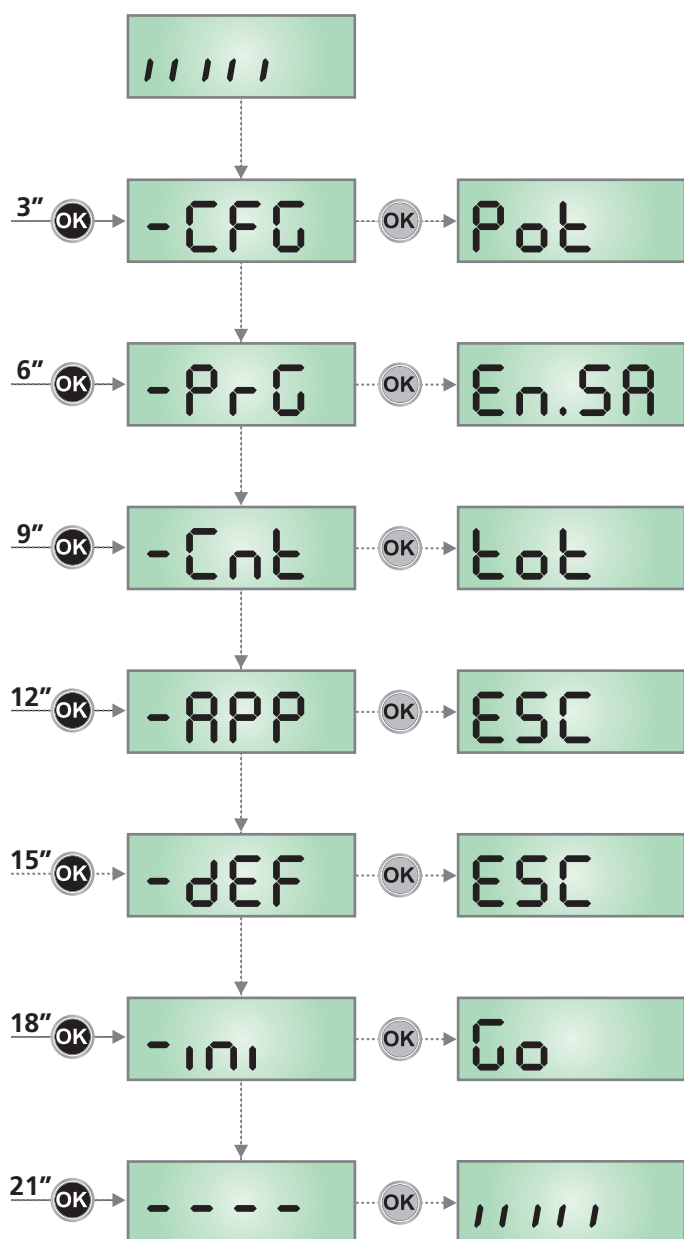 3″ OK -CFG OK Pot
6″ OK -PrG OK En.SA
9″ OK -Cnt OK tot
12″ OK -APP OK ESC
15″ OK -dEF OK ESC
18″ OK -ini OK Go
21″ OK ---- OK